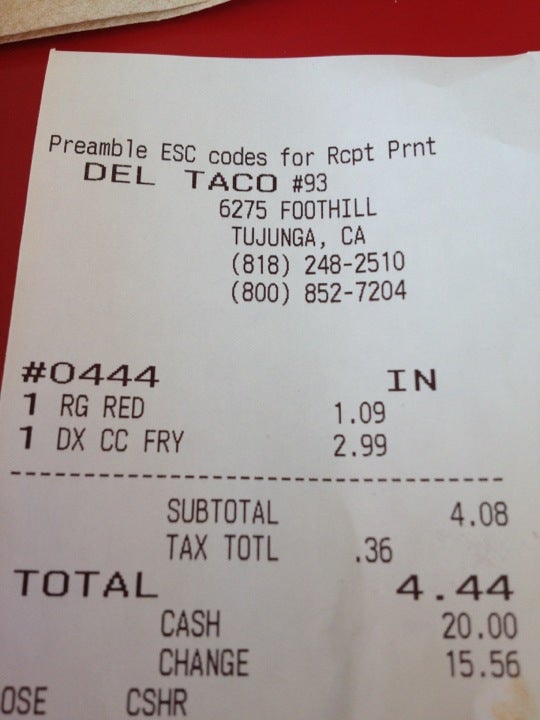 Preamble ESC codes for Rcpt Prnt
DEL TACO #93
6275 FOOTHILL
TUJUNGA, CA
(818) 248-2510
(800) 852-7204
#0444 IN
1 RG RED 1.09
1 DX CC FRY 2.99
SUBTOTAL 4.08
TAX TOTL .36
TOTAL 4.44
CASH 20.00
CHANGE 15.56
OSE CSHR